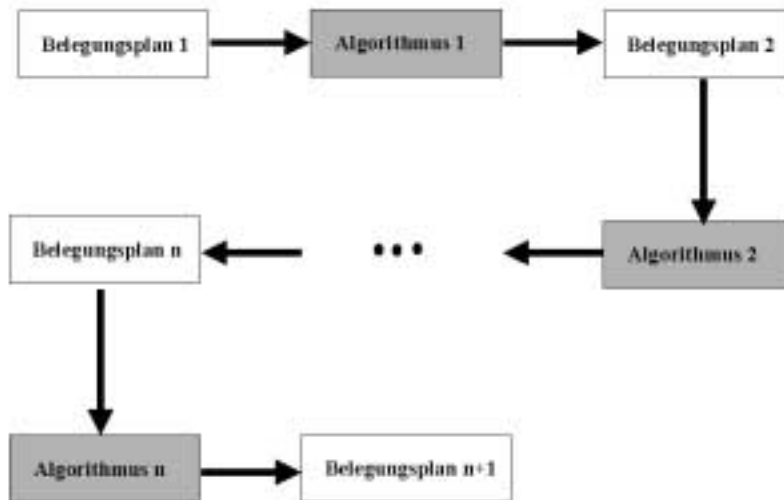 Belegungsplan 1
Algorithmus 1
Belegungsplan 2
Belegungsplan n
...
Algorithmus 2
Algorithmus n
Belegungsplan n+1